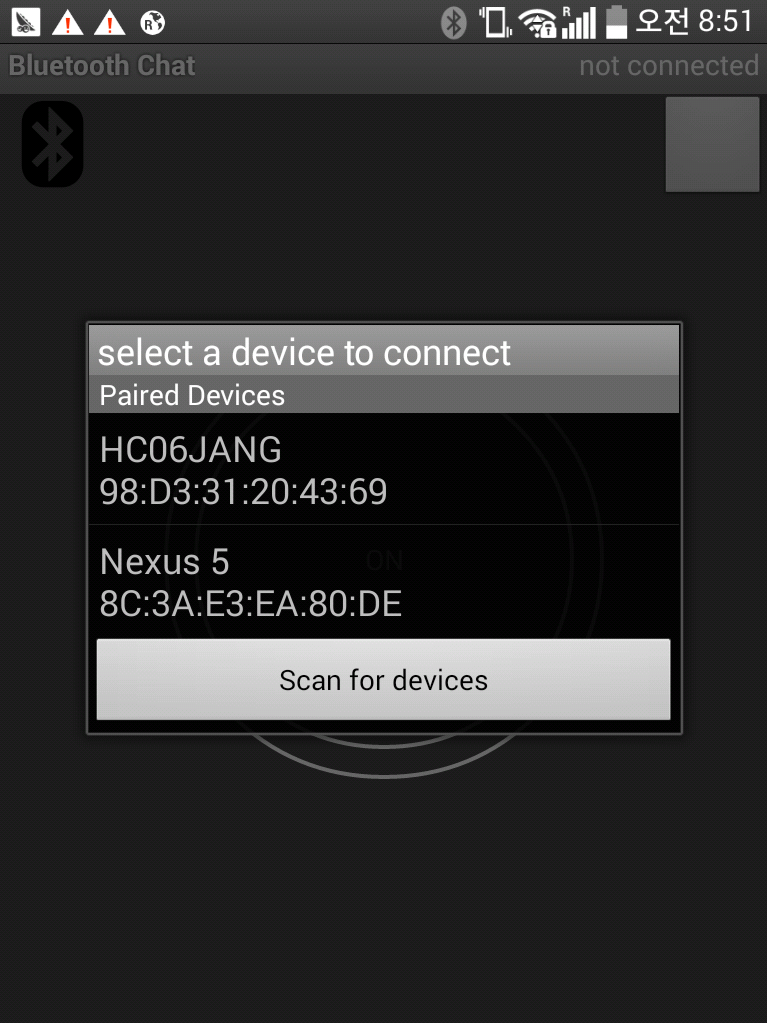 R
오전 8:51
Bluetooth Chat
not connected
select a device to connect
Paired Devices
HC06JANG
98:D3:31:20:43:69
Nexus 5
8C:3A:E3:EA:80:DE
ON
Scan for devices